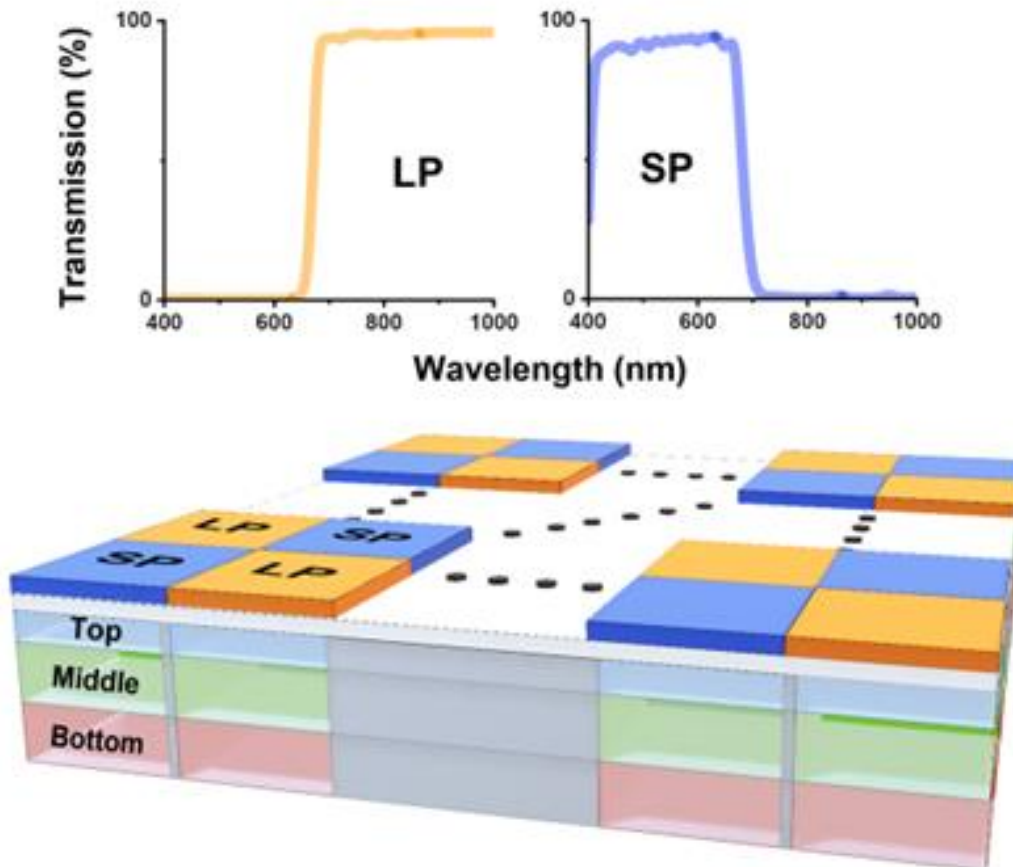 Transmission (%)
100
0
LP
400 600 800 1000
100
0
SP
400 600 800 1000
Wavelength (nm)
LP SP
SP LP
Top
Middle
Bottom